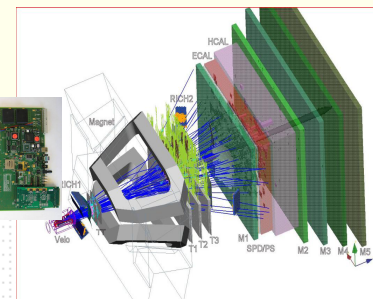 HCAL
ECAL
RICH2
Magnet
RICH1
Velo
TT
T1
T2
T3
M1
SPD/PS
M2
M3
M4
M5